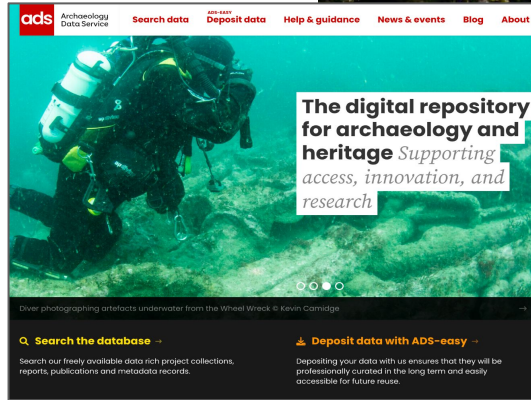 ads
Archaeology
Data Service
Search data
ADS-EASY
Deposit data
Help & guidance
News & events
Blog
About
The digital repository
for archaeology and
heritage Supporting
access, innovation, and
research
Diver photographing artefacts underwater from the Wheel Wreck © Kevin Camidge
→
Search the database →
Search our freely available data rich project collections,
reports, publications and metadata records.
Deposit data with ADS-easy →
Depositing your data with us ensures that they will be
professionally curated in the long term and easily
accessible for future reuse.